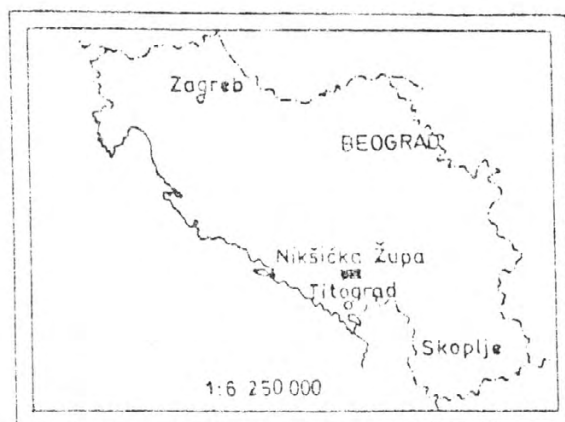 Zagreb
BEOGRAD
Nikšićka Župa
Titograd
Skoplje
1:6 250 000